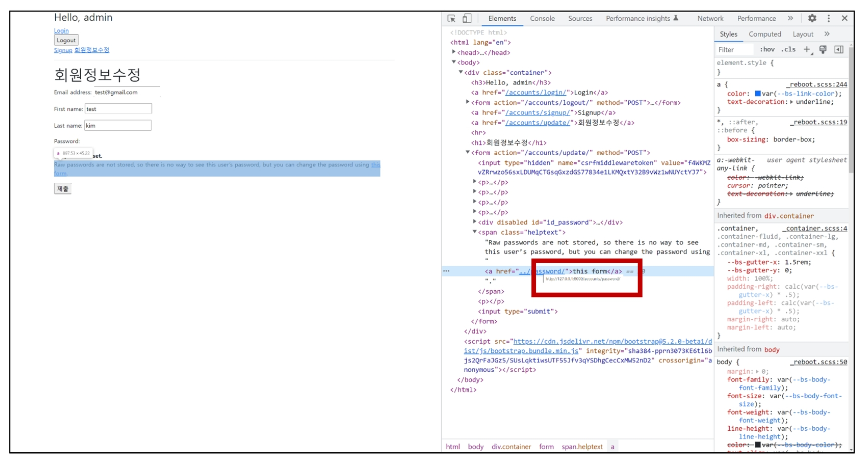 Hello, admin
Login
Logout
Signup 회원정보수정
회원정보수정
Email address: test@gmail.com
First name: test
Last name: kim
Password:
set.
Raw passwords are not stored, so there is no way to see this user's password, but you can change the password using this
form.
제출
Elements Console Sources Performance insights Network Performance »
<!DOCTYPE html>
<html lang="en">
<head>…</head>
<body>
<div class="container">
<h3>Hello, admin</h3>
<a href="/accounts/login/">Login</a>
<form action="/accounts/logout/" method="POST">…</form>
<a href="/accounts/signup/">Signup</a>
<a href="/accounts/update/">회원정보수정</a>
<hr>
<h1>회원정보수정</h1>
<form action="/accounts/update/" method="POST">
<input type="hidden" name="csrfmiddlewaretoken" value=
<p>…</p>
<p>…</p>
<p>…</p>
<p>…</p>
<div disabled id="id_password">…</div>
<span class="helptext">
"Raw passwords are not stored, so there is no way to see
this user's password, but you can change the password using
"
<a href="../password/">this form</a> ==
"."
</span>
<p></p>
<input type="submit">
</form>
</div>
<script src="https://cdn.jsdelivr.net/npm/bootstrap@5.2.0-beta1/d
ist/js/bootstrap.bundle.min.js" integrity=
crossorigin="a
nonymous"></script>
</body>
</html>
html body div.container form span.helptext a
Styles Computed Layout »
Filter :hov .cls +
element.style {
}
a { _reboot.scss:244
color: var(--bs-link-color);
text-decoration: underline;
}
*, ::after, _reboot.scss:19
::before {
box-sizing: border-box;
}
a:-webkit- user agent stylesheet
any-link {
color: -webkit-link;
cursor: pointer;
text-decoration: underline;
}
Inherited from div.container
.container, _container.scss:4
.container-fluid, .container-lg,
.container-md, .container-sm,
.container-xl, .container-xxl {
--bs-gutter-x: 1.5rem;
--bs-gutter-y: 0;
width: 100%;
padding-right: calc(var(--bs-
gutter-x) * .5);
padding-left: calc(var(--bs-
gutter-x) * .5);
margin-right: auto;
margin-left: auto;
}
Inherited from body
body { _reboot.scss:50
margin: 0;
font-family: var(--bs-body-
font-family);
font-size: var(--bs-body-font-
size);
font-weight: var(--bs-body-
font-weight);
line-height: var(--bs-body-
line-height);
color: var(--bs-body-color);